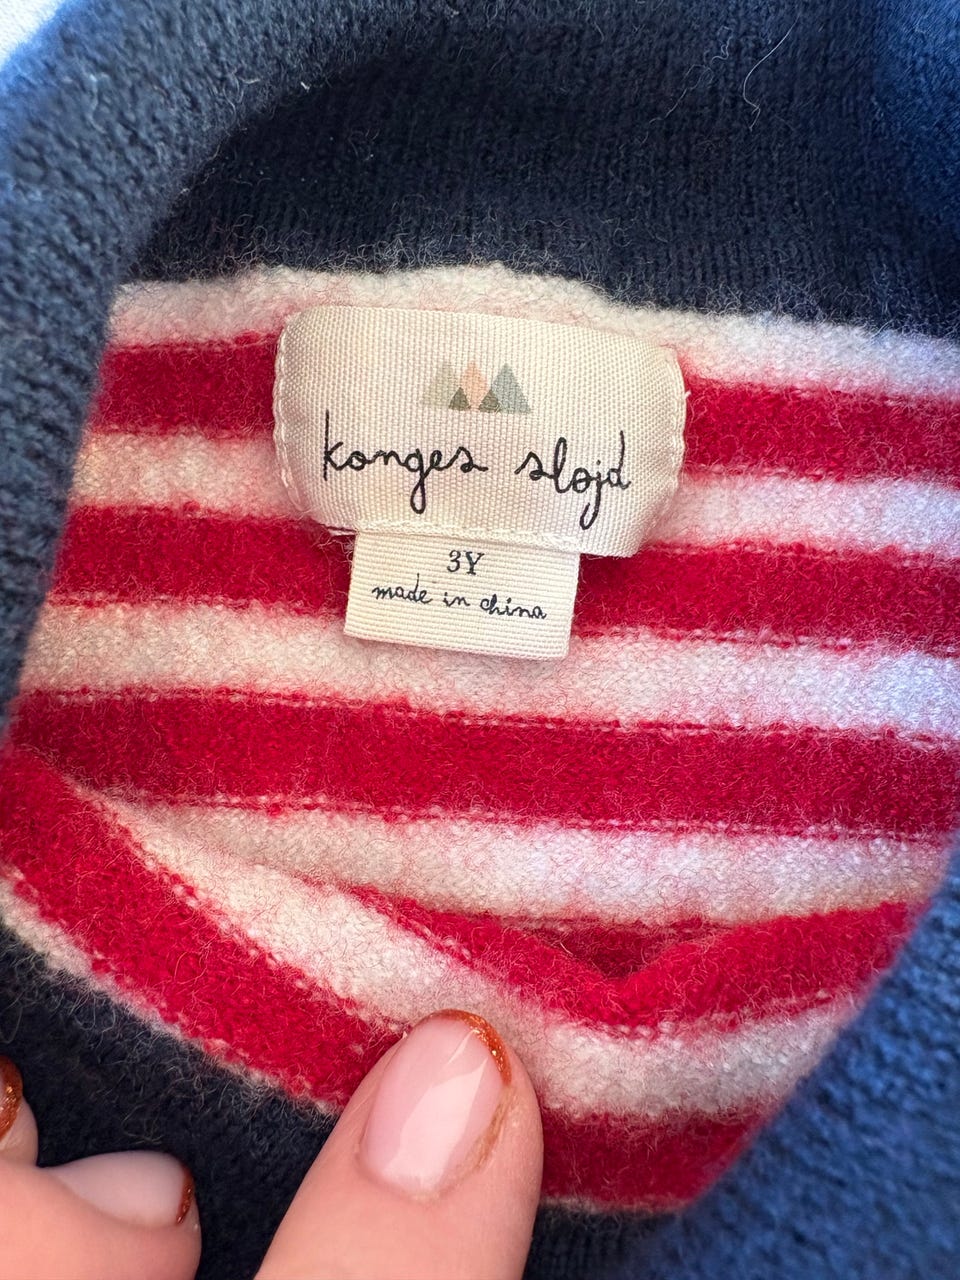 konges sløjd
3Y
made in china